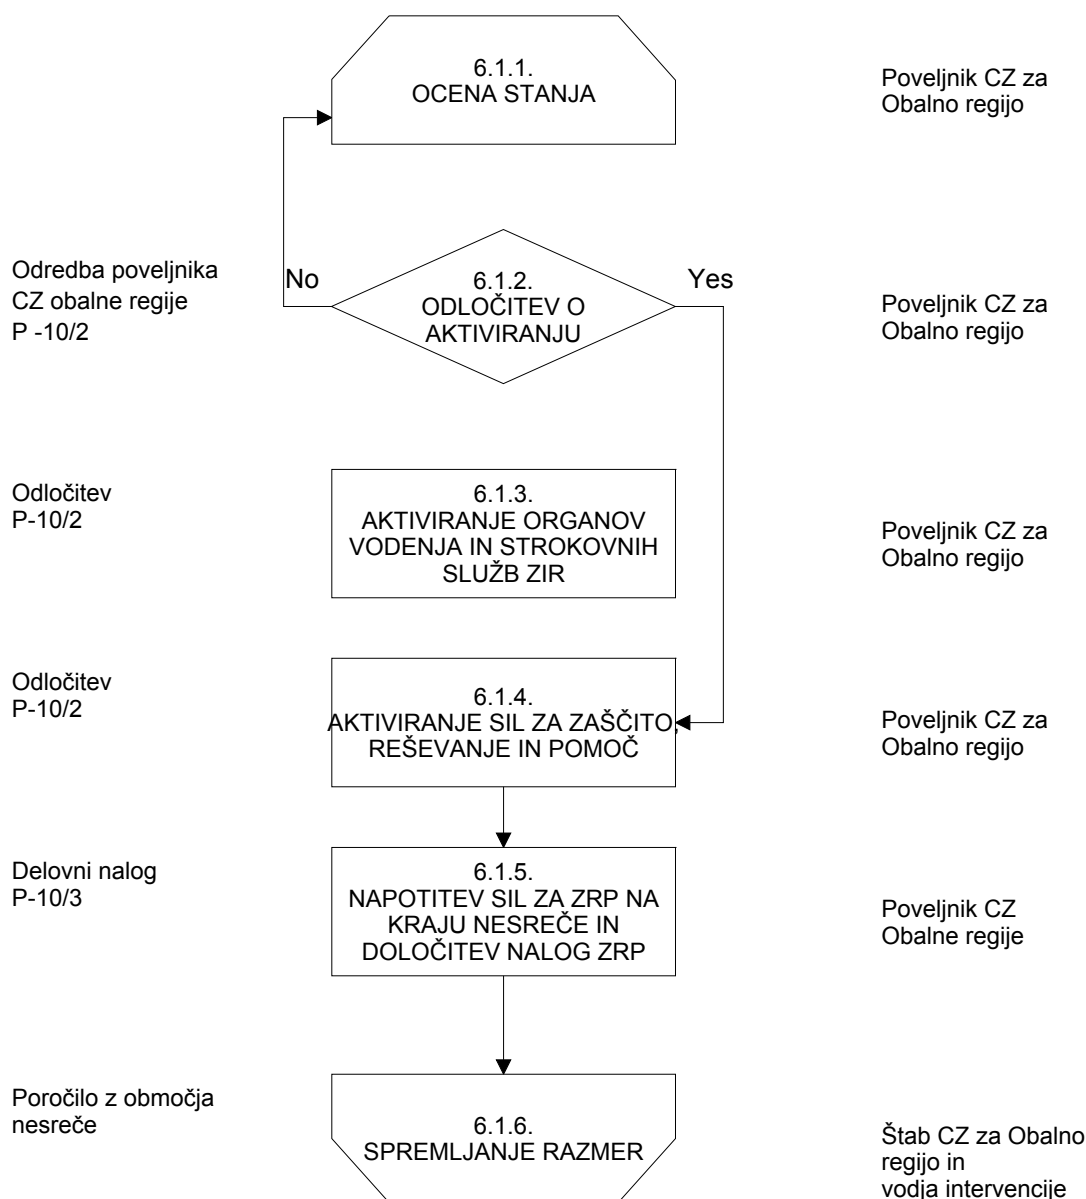 6.1.1.
OCENA STANJA
Poveljnik CZ za
Obalno regijo
Odredba poveljnika
CZ obalne regije
P -10/2
No
6.1.2.
ODLOČITEV O
AKTIVIRANJU
Yes
Poveljnik CZ za
Obalno regijo
Odločitev
P-10/2
6.1.3.
AKTIVIRANJE ORGANOV
VODENJA IN STROKOVNIH
SLUŽB ZIR
Poveljnik CZ za
Obalno regijo
Odločitev
P-10/2
6.1.4.
AKTIVIRANJE SIL ZA ZAŠČITO,
REŠEVANJE IN POMOČ
Poveljnik CZ za
Obalno regijo
Delovni nalog
P-10/3
6.1.5.
NAPOTITEV SIL ZA ZRP NA
KRAJU NESREČE IN
DOLOČITEV NALOG ZRP
Poveljnik CZ
Obalne regije
Poročilo z območja
nesreče
6.1.6.
SPREMLJANJE RAZMER
Štab CZ za Obalno
regijo in
vodja intervencije